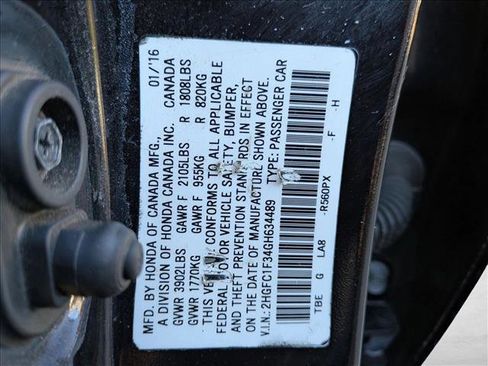 MFD. BY HONDA OF CANADA MFG., 01/'16
A DIVISION OF HONDA CANADA INC. CANADA
GVWR 3902LBS GAWR F 2105LBS R 1808LBS
GVWR 1770KG GAWR F 955KG R 820KG
THIS VEH CONFORMS TO ALL APPLICABLE
FEDERAL MOTOR VEHICLE SAFETY, BUMPER,
AND THEFT PREVENTION STANDARDS IN EFFECT
ON THE DATE OF MANUFACTURE SHOWN ABOVE.
V.I.N.: 2HGFC1F34GH634489 TYPE: PASSENGER CAR
-R560PX -F -H
TBE G LA8